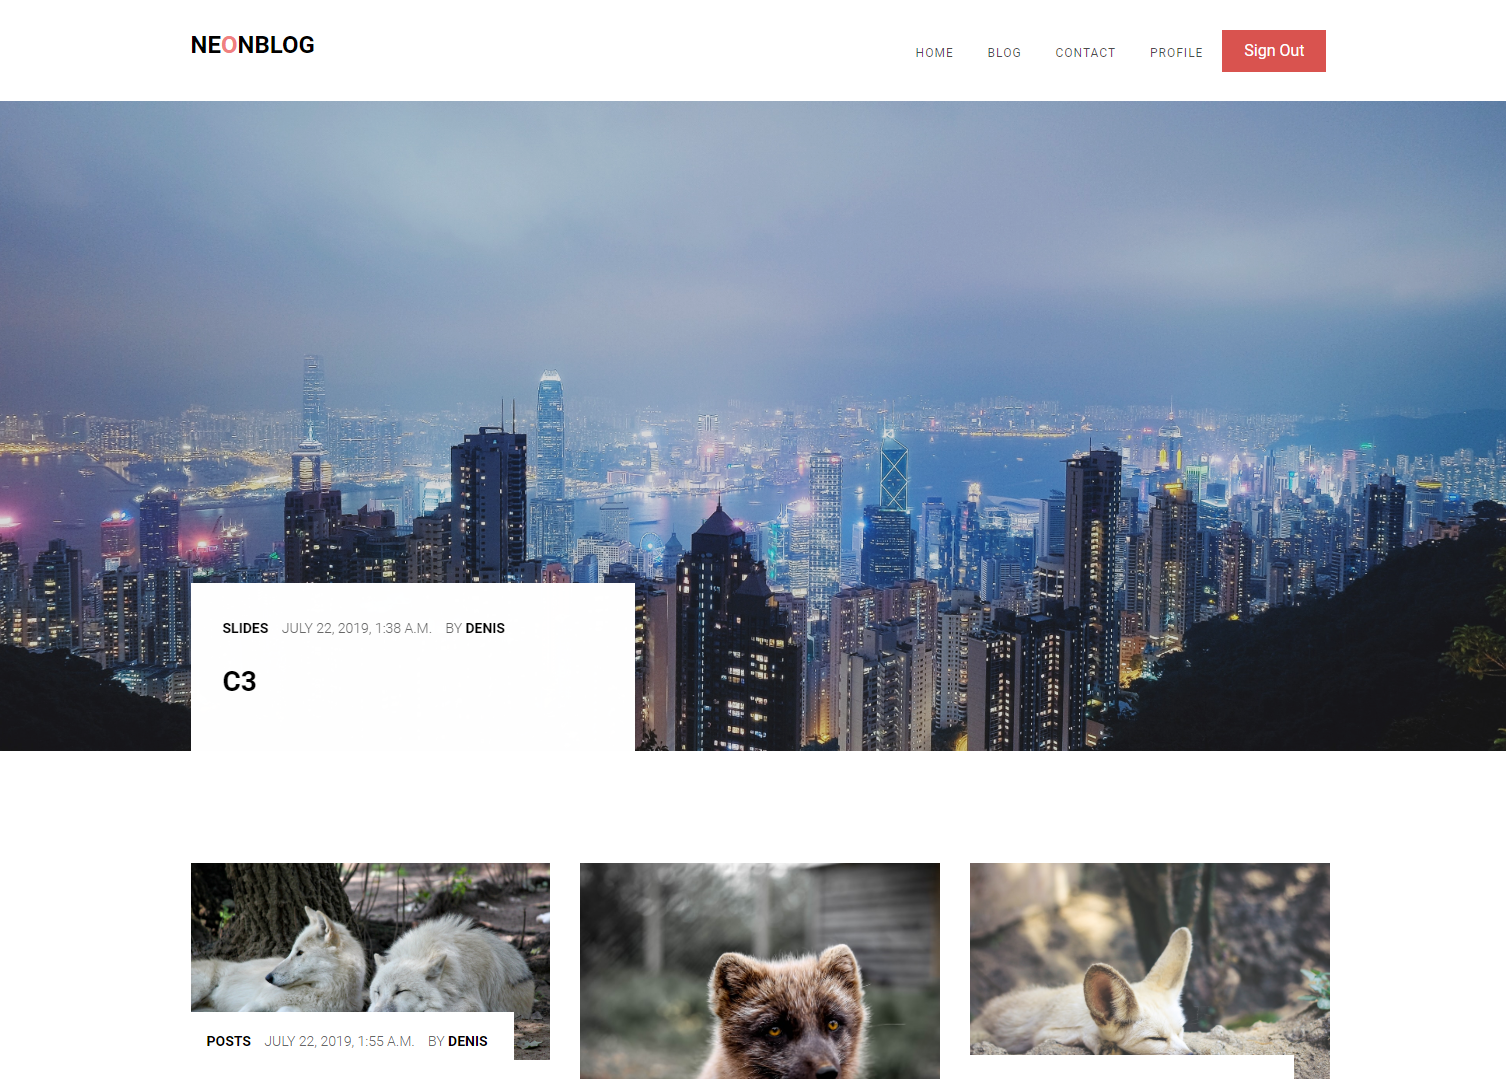 NEONBLOG
HOME BLOG CONTACT PROFILE Sign Out
SLIDES JULY 22, 2019, 1:38 A.M. BY DENIS
C3
POSTS JULY 22, 2019, 1:55 A.M. BY DENIS